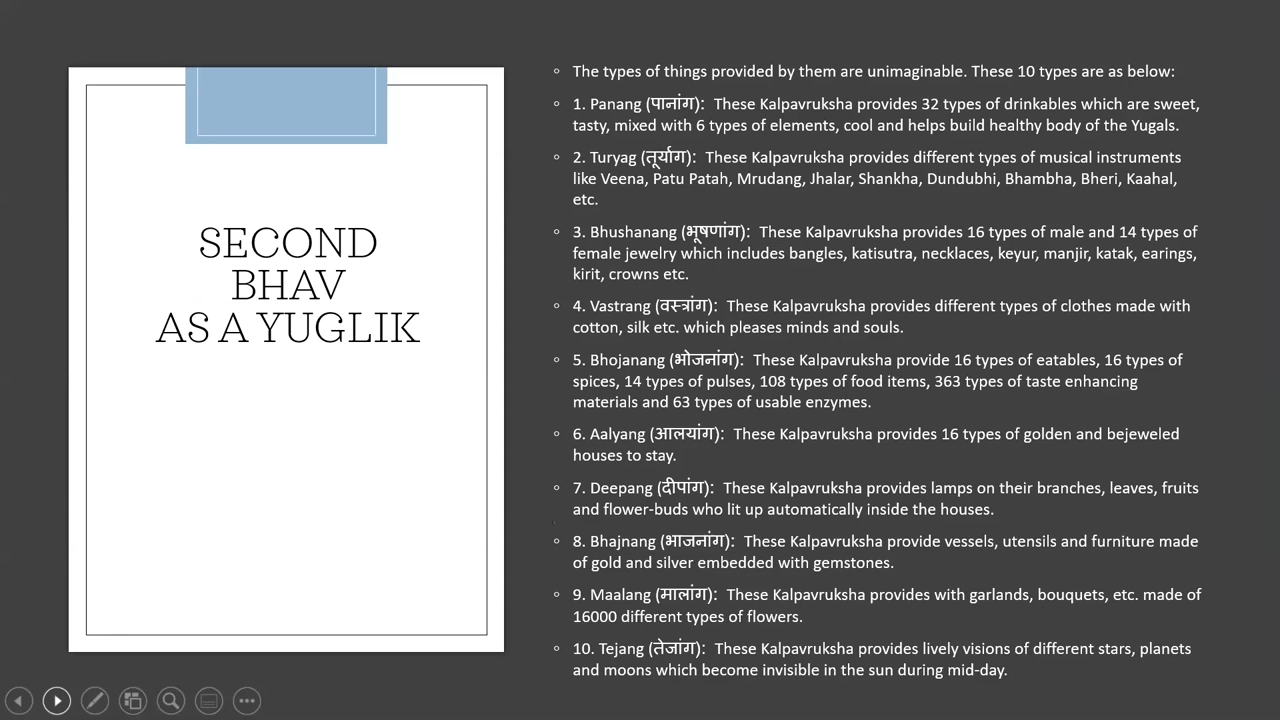 SECOND
BHAV
AS A YUGLIK
The types of things provided by them are unimaginable. These 10 types are as below:
1. Panang (पानांग): These Kalpavruksha provides 32 types of drinkables which are sweet,
tasty, mixed with 6 types of elements, cool and helps build healthy body of the Yugals.
2. Turyag (तूर्याग): These Kalpavruksha provides different types of musical instruments
like Veena, Patu Patah, Mrudang, Jhalar, Shankha, Dundubhi, Bhambha, Bheri, Kaahal,
etc.
3. Bhushanang (भूषणांग): These Kalpavruksha provides 16 types of male and 14 types of
female jewelry which includes bangles, katisutra, necklaces, keyur, manjir, katak, earings,
kirit, crowns etc.
4. Vastrang (वस्त्रांग): These Kalpavruksha provides different types of clothes made with
cotton, silk etc. which pleases minds and souls.
5. Bhojanang (भोजनांग): These Kalpavruksha provide 16 types of eatables, 16 types of
spices, 14 types of pulses, 108 types of food items, 363 types of taste enhancing
materials and 63 types of usable enzymes.
6. Aalyang (आलयांग): These Kalpavruksha provides 16 types of golden and bejeweled
houses to stay.
7. Deepang (दीपांग): These Kalpavruksha provides lamps on their branches, leaves, fruits
and flower-buds who lit up automatically inside the houses.
8. Bhajnang (भाजनांग): These Kalpavruksha provide vessels, utensils and furniture made
of gold and silver embedded with gemstones.
9. Maalang (मालांग): These Kalpavruksha provides with garlands, bouquets, etc. made of
16000 different types of flowers.
10. Tejang (तेजांग): These Kalpavruksha provides lively visions of different stars, planets
and moons which become invisible in the sun during mid-day.